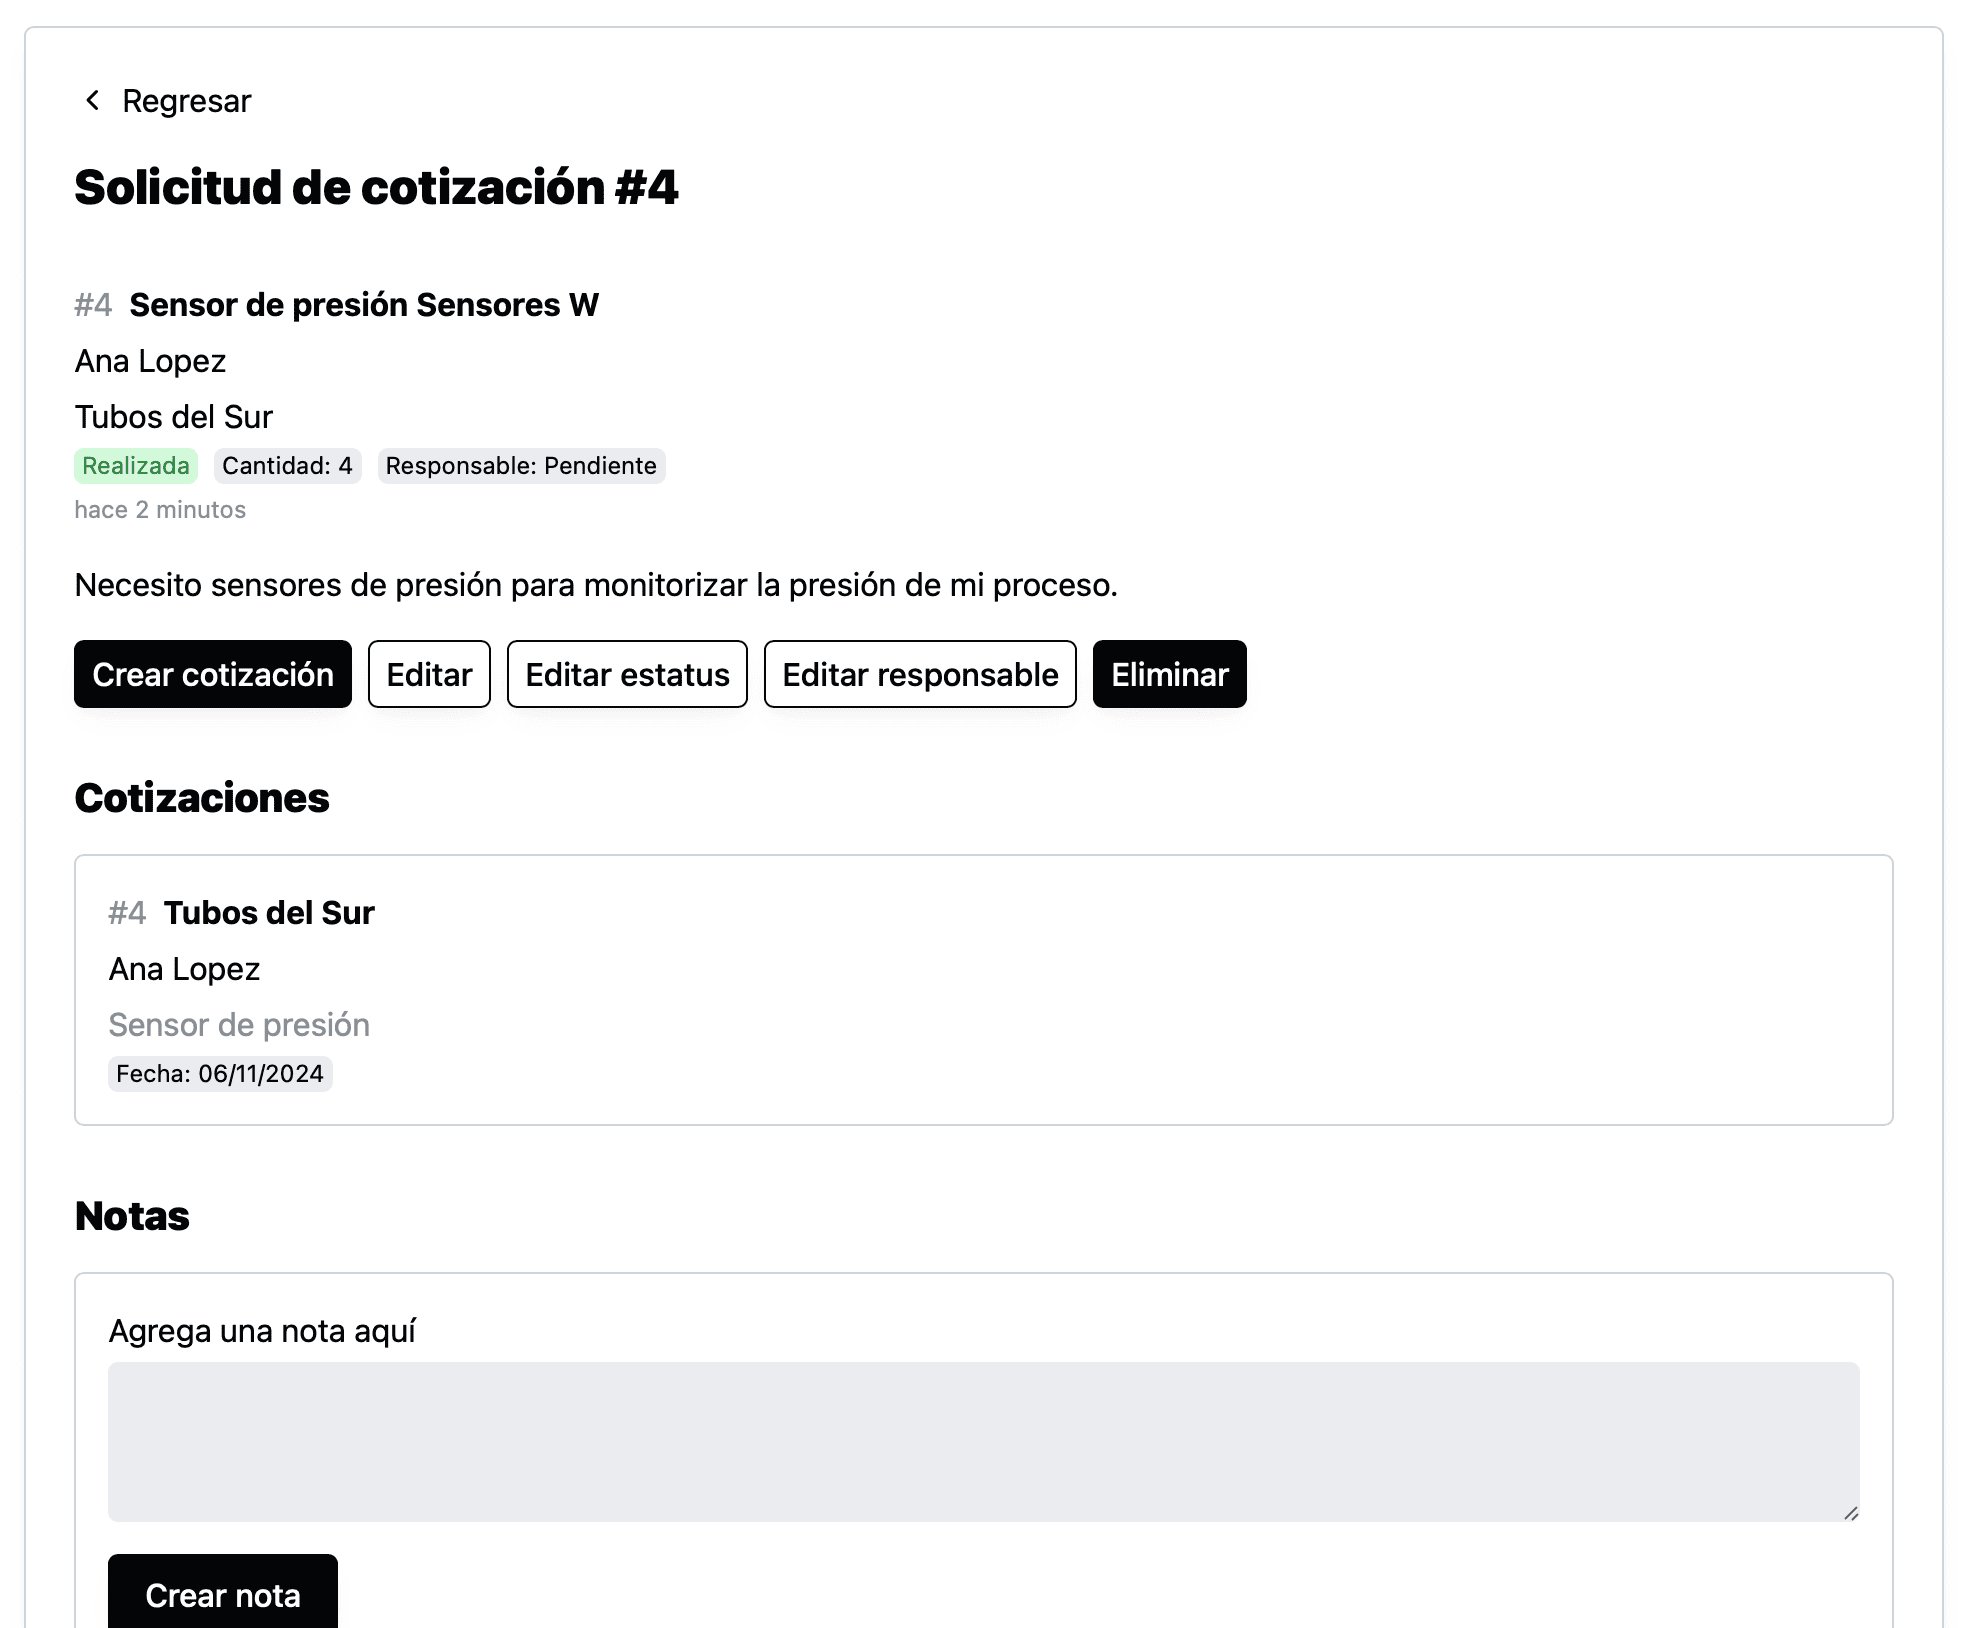 Regresar
Solicitud de cotización #4
#4 Sensor de presión Sensores W
Ana Lopez
Tubos del Sur
Realizada Cantidad: 4 Responsable: Pendiente
hace 2 minutos
Necesito sensores de presión para monitorizar la presión de mi proceso.
Crear cotización Editar Editar estatus Editar responsable Eliminar
Cotizaciones
#4 Tubos del Sur
Ana Lopez
Sensor de presión
Fecha: 06/11/2024
Notas
Agrega una nota aquí
Crear nota